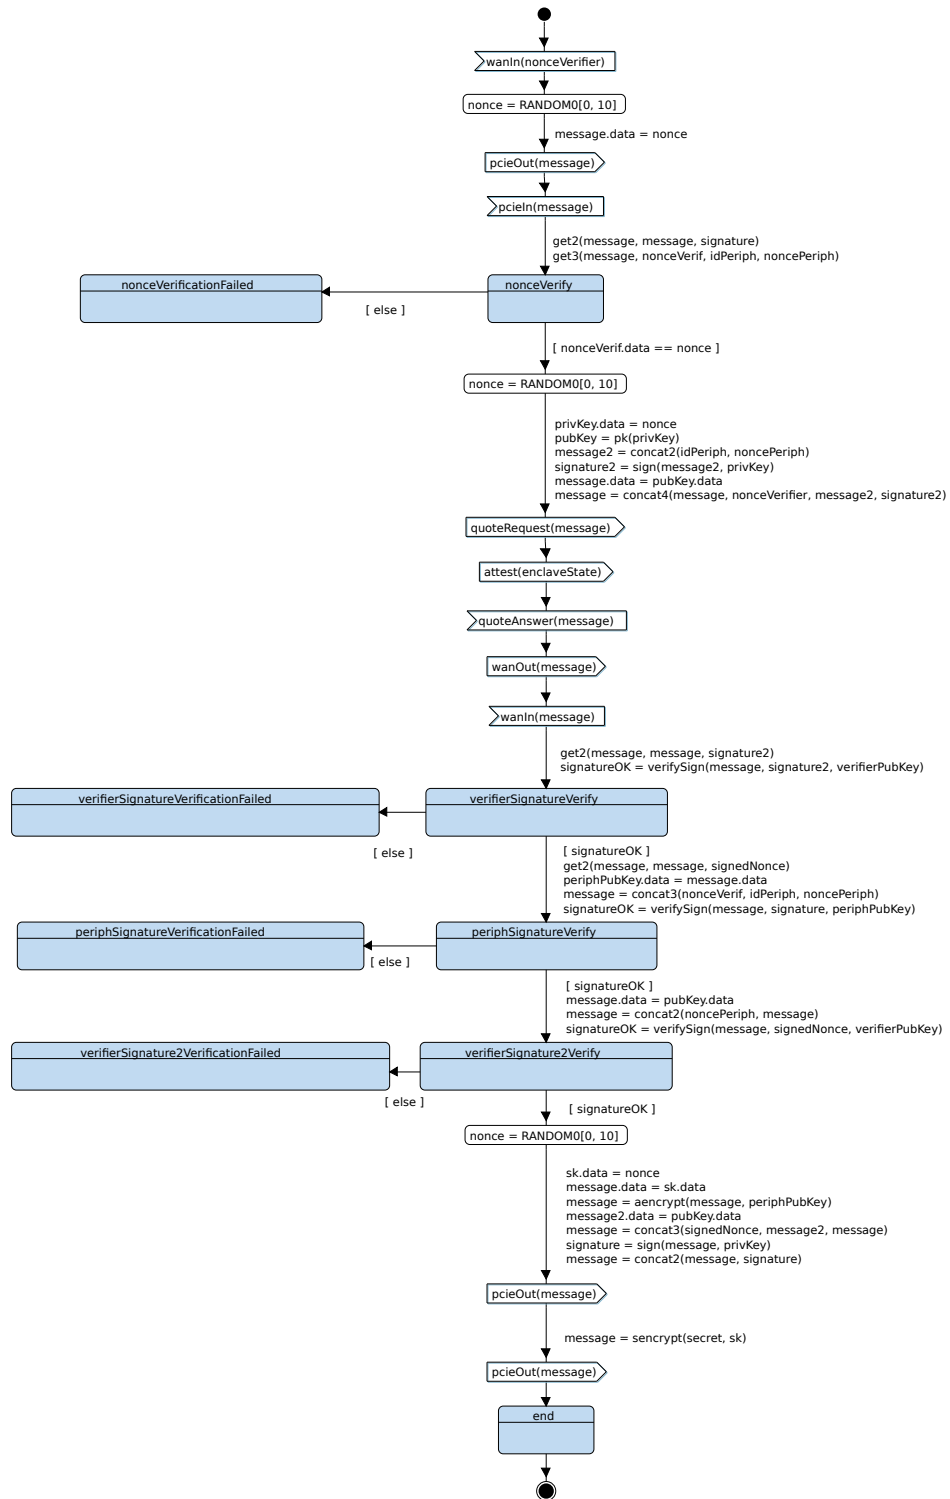 wanIn(nonceVerifier)
nonce = RANDOM0[0, 10]
message.data = nonce
pcieOut(message)
pcieIn(message)
get2(message, message, signature)
get3(message, nonceVerif, idPeriph, noncePeriph)
nonceVerificationFailed
nonceVerify
[ else ]
[ nonceVerif.data == nonce ]
nonce = RANDOM0[0, 10]
privKey.data = nonce
pubKey = pk(privKey)
message2 = concat2(idPeriph, noncPeriph)
signature2 = sign(message2, privKey)
message.data = pubKey.data
message = concat4(message, nonceVerifier, message2, signature2)
quoteRequest(message)
attest(enclaveState)
quoteAnswer(message)
wanOut(message)
wanIn(message)
get2(message, message, signature2)
signatureOK = verifySign(message, signature2, verifierPubKey)
verifierSignatureVerificationFailed
verifierSignatureVerify
[ else ]
[ signatureOK ]
get2(message, message, signedNonce)
periphPubKey.data = message.data
message = concat3(nonceVerif, idPeriph, noncPeriph)
signatureOK = verifySign(message, signature, periphPubKey)
periphSignatureVerificationFailed
periphSignatureVerify
[ else ]
[ signatureOK ]
message.data = pubKey.data
message = concat2(noncPeriph, message)
signatureOK = verifySign(message, signedNonce, verifierPubKey)
verifierSignature2VerificationFailed
verifierSignature2Verify
[ else ]
[ signatureOK ]
nonce = RANDOM0[0, 10]
sk.data = nonce
message.data = sk.data
message = aencrypt(message, periphPubKey)
message2.data = pubKey.data
message = concat3(signedNonce, message2, message)
signature = sign(message, privKey)
message = concat2(message, signature)
pcieOut(message)
message = sencrypt(secret, sk)
pcieOut(message)
end